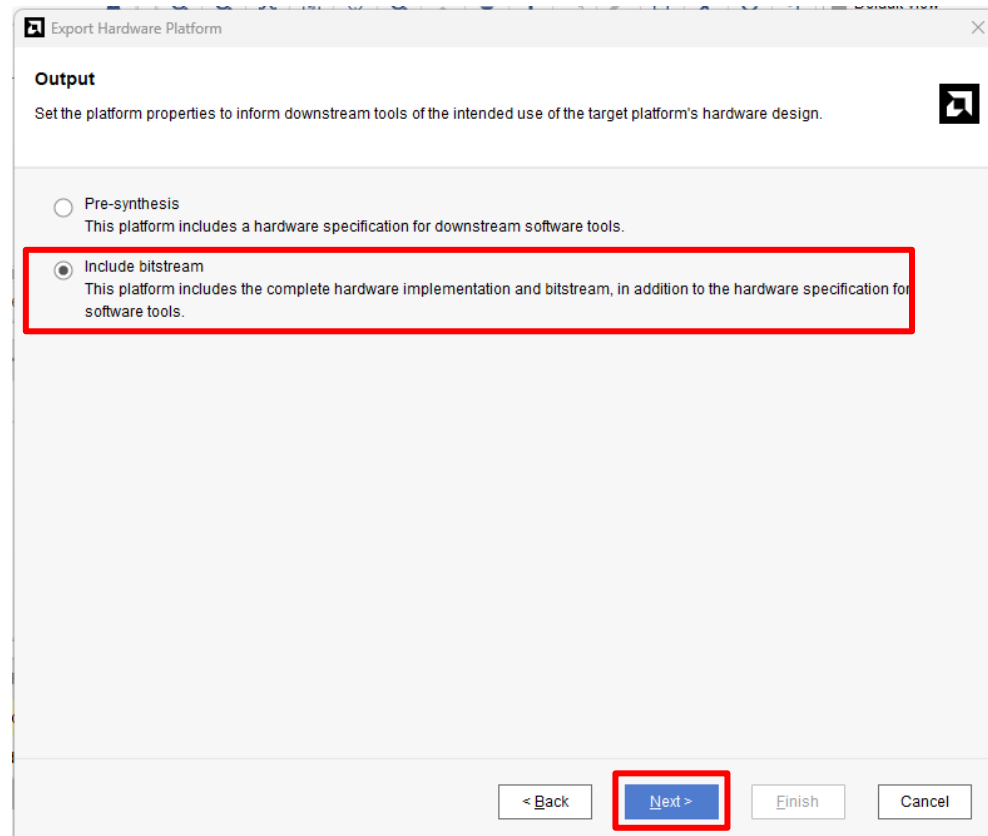 Default View
Export Hardware Platform
Output
Set the platform properties to inform downstream tools of the intended use of the target platform's hardware design.
Pre-synthesis
This platform includes a hardware specification for downstream software tools.
Include bitstream
This platform includes the complete hardware implementation and bitstream, in addition to the hardware specification for
software tools.
< Back
Next >
Finish
Cancel